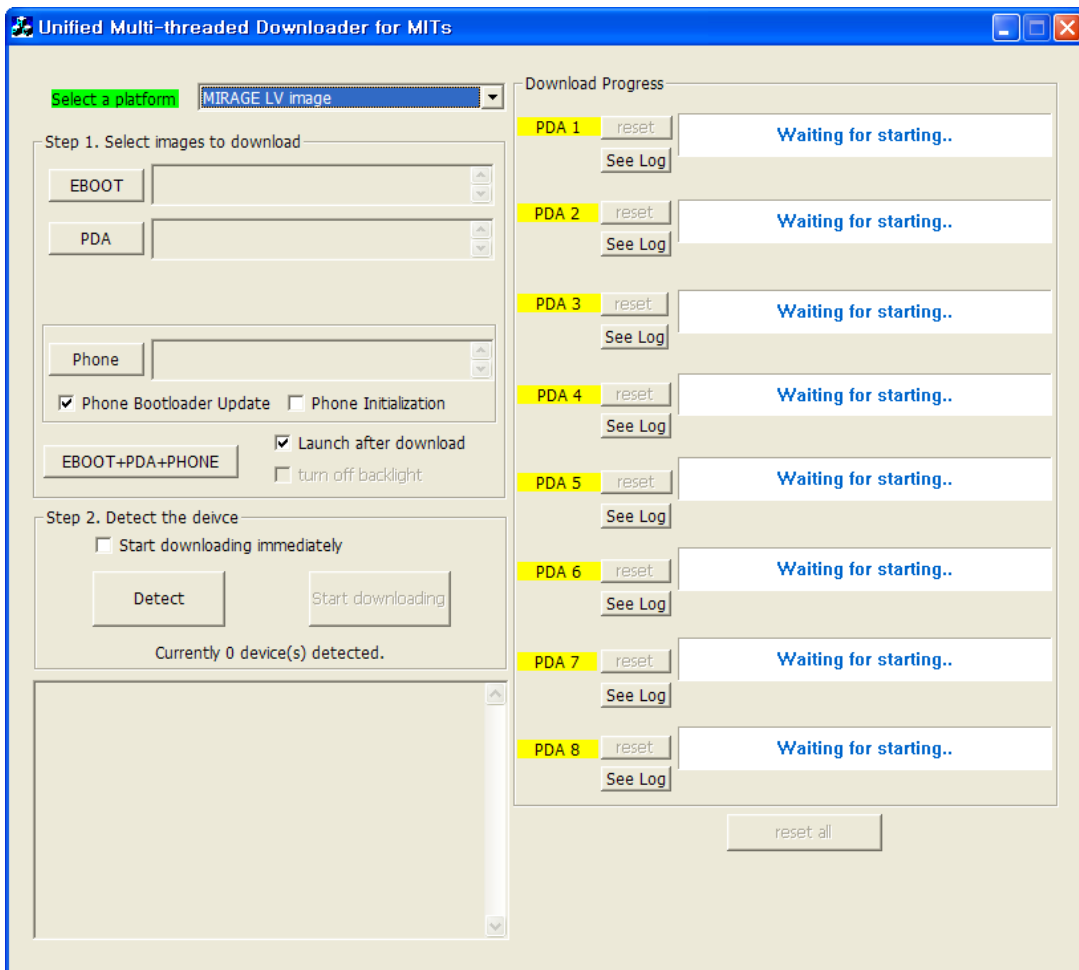 Unified Multi-threaded Downloader for MITs
Select a platform
MIRAGE LV image
Step 1. Select images to download
EBOOT
PDA
Phone
Phone Bootloader Update
Phone Initialization
EBOOT+PDA+PHONE
Launch after download
turn off backlight
Step 2. Detect the deivce
Start downloading immediately
Detect
Start downloading
Currently 0 device(s) detected.
Download Progress
PDA 1
reset
Waiting for starting..
See Log
PDA 2
reset
Waiting for starting..
See Log
PDA 3
reset
Waiting for starting..
See Log
PDA 4
reset
Waiting for starting..
See Log
PDA 5
reset
Waiting for starting..
See Log
PDA 6
reset
Waiting for starting..
See Log
PDA 7
reset
Waiting for starting..
See Log
PDA 8
reset
Waiting for starting..
See Log
reset all